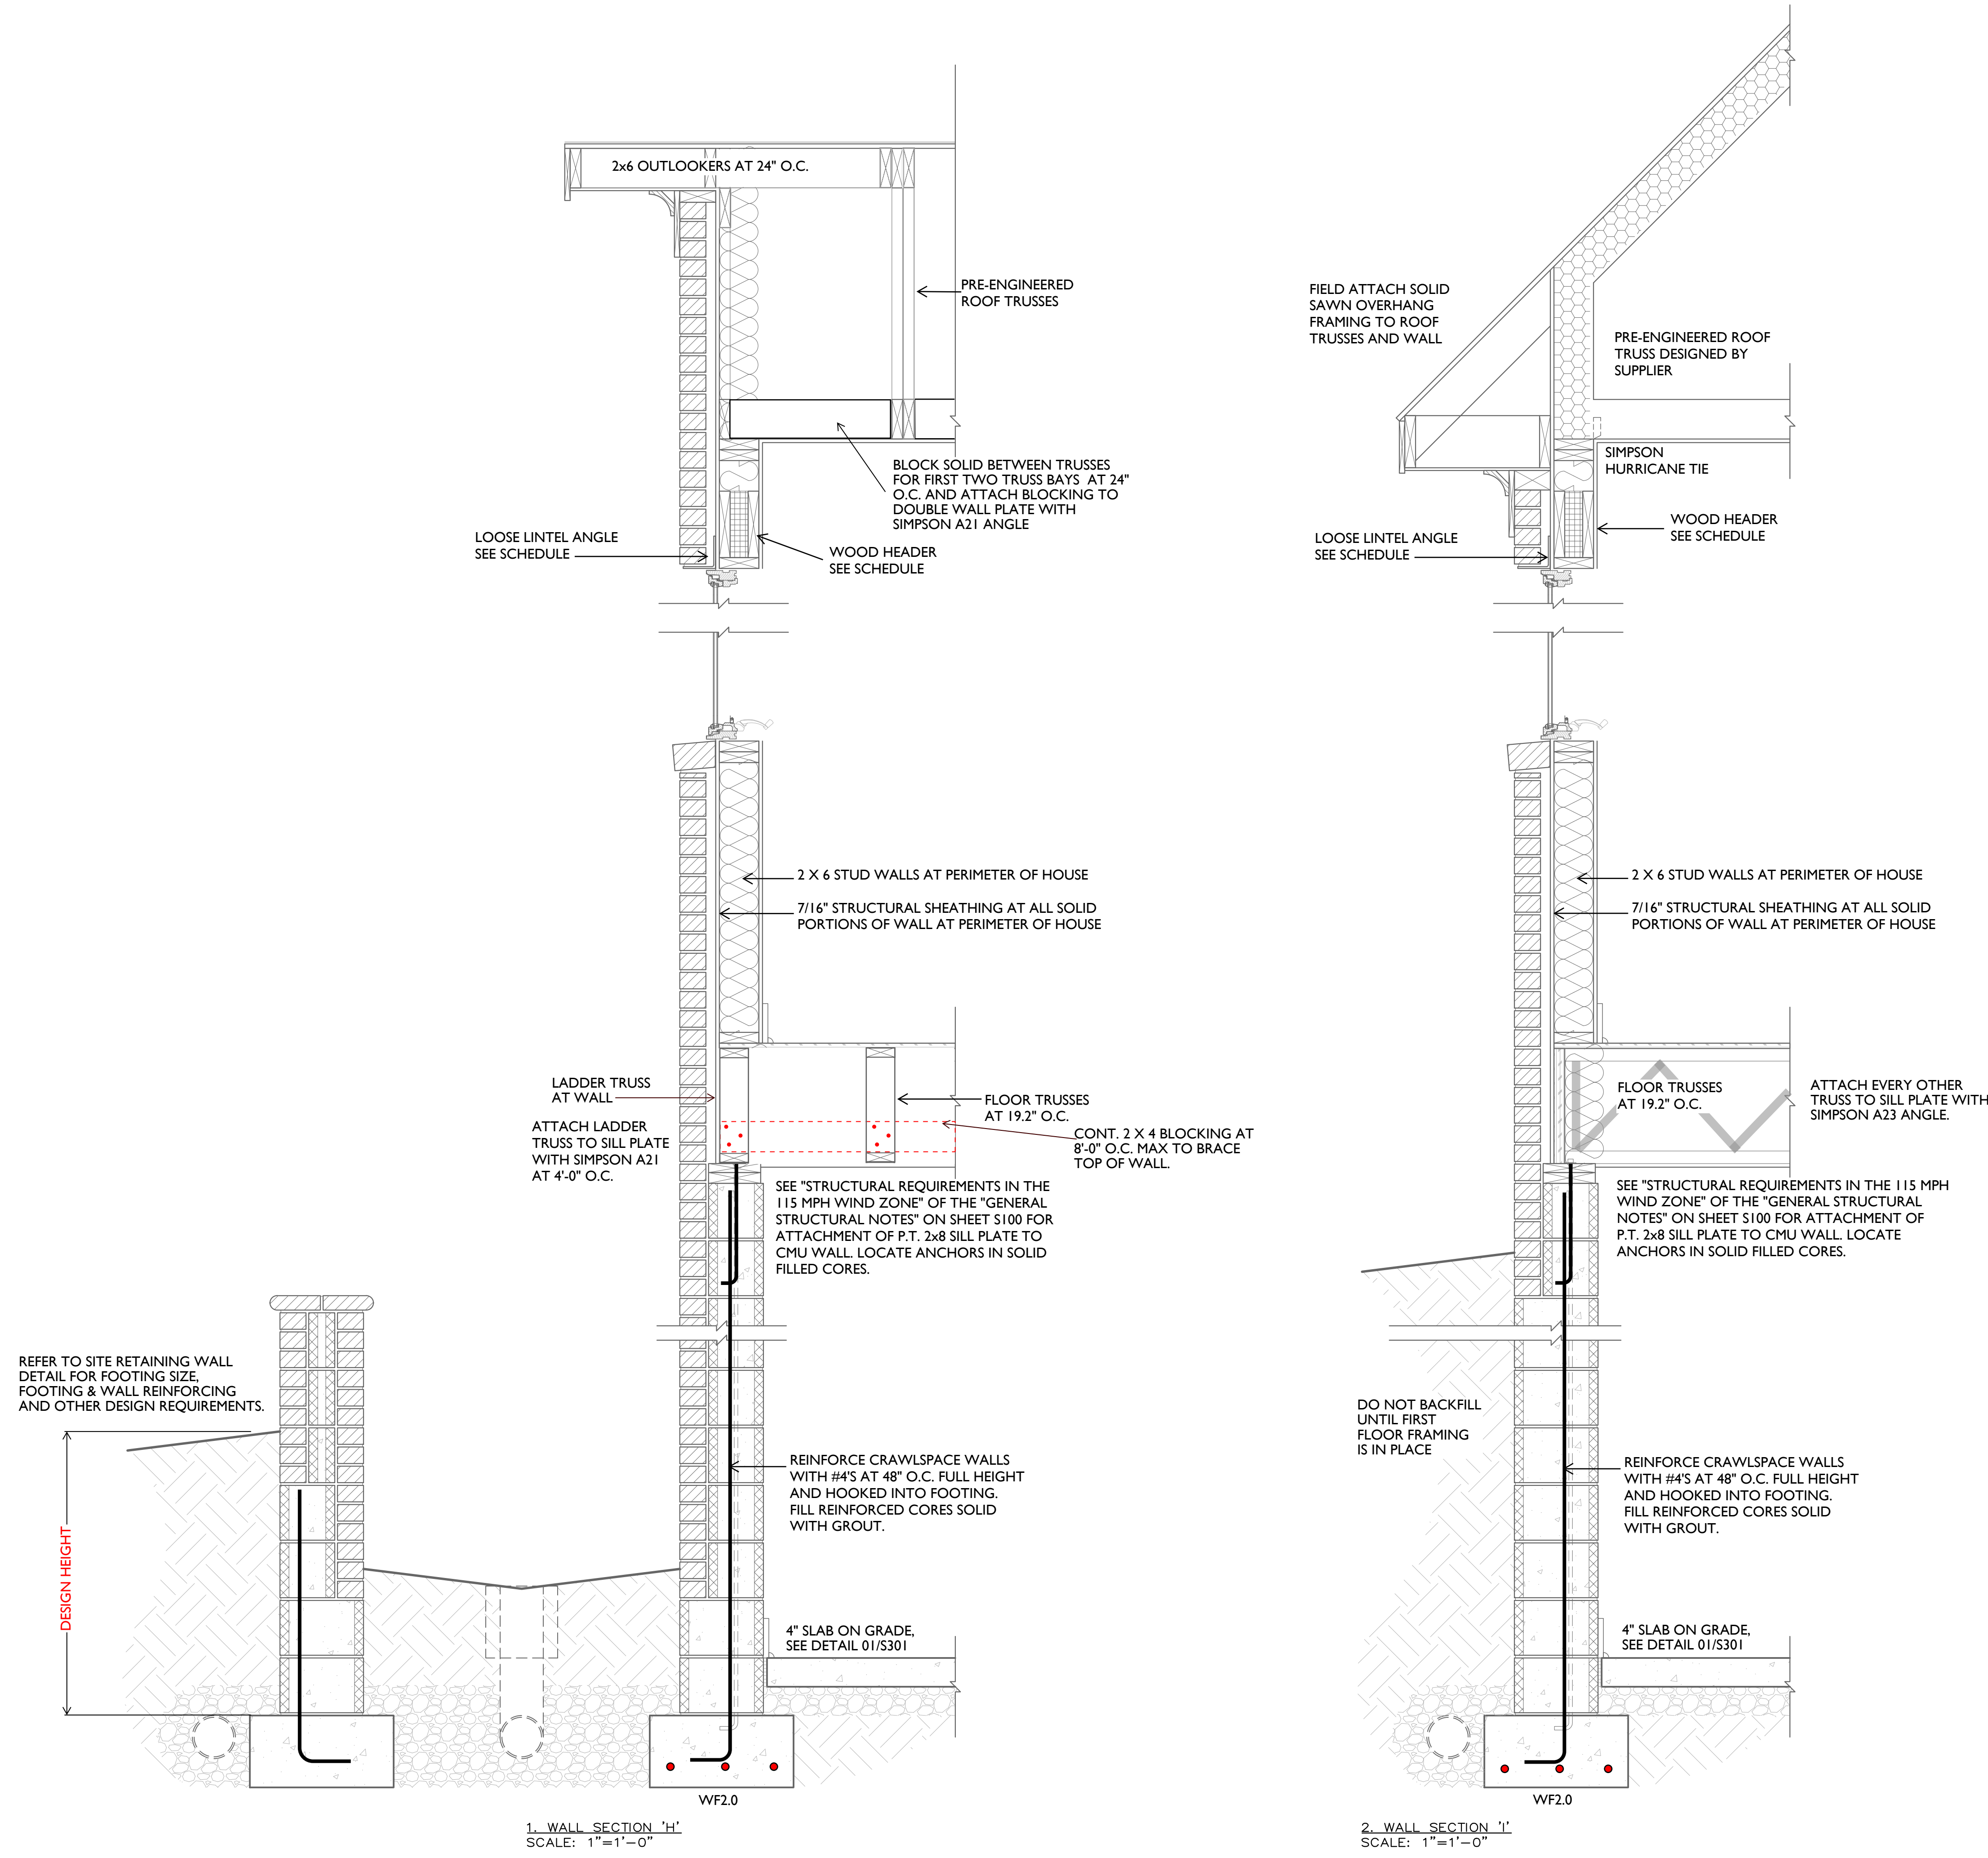 2x6 OUTLOOKERS AT 24" O.C.
PRE-ENGINEERED
ROOF TRUSSES
BLOCK SOLID BETWEEN TRUSSES
FOR FIRST TWO TRUSS BAYS AT 24"
O.C. AND ATTACH BLOCKING TO
DOUBLE WALL PLATE WITH
SIMPSON A21 ANGLE
LOOSE LINTEL ANGLE
SEE SCHEDULE
WOOD HEADER
SEE SCHEDULE
2 X 6 STUD WALLS AT PERIMETER OF HOUSE
7/16" STRUCTURAL SHEATHING AT ALL SOLID
PORTIONS OF WALL AT PERIMETER OF HOUSE
LADDER TRUSS
AT WALL
ATTACH LADDER
TRUSS TO SILL PLATE
WITH SIMPSON A21
AT 4'-0" O.C.
FLOOR TRUSSES
AT 19.2" O.C.
CONT. 2 X 4 BLOCKING AT
8'-0" O.C. MAX TO BRACE
TOP OF WALL.
SEE "STRUCTURAL REQUIREMENTS IN THE
115 MPH WIND ZONE" OF THE "GENERAL
STRUCTURAL NOTES" ON SHEET S100 FOR
ATTACHMENT OF P.T. 2x8 SILL PLATE TO
CMU WALL. LOCATE ANCHORS IN SOLID
FILLED CORES.
REFER TO SITE RETAINING WALL
DETAIL FOR FOOTING SIZE,
FOOTING & WALL REINFORCING
AND OTHER DESIGN REQUIREMENTS.
DESIGN HEIGHT
REINFORCE CRAWLSPACE WALLS
WITH #4'S AT 48" O.C. FULL HEIGHT
AND HOOKED INTO FOOTING.
FILL REINFORCED CORES SOLID
WITH GROUT.
4" SLAB ON GRADE,
SEE DETAIL 01/S301
WF2.0
1. WALL SECTION 'H'
SCALE: 1"=1'-0"
FIELD ATTACH SOLID
SAWN OVERHANG
FRAMING TO ROOF
TRUSSES AND WALL
PRE-ENGINEERED ROOF
TRUSS DESIGNED BY
SUPPLIER
SIMPSON
HURRICANE TIE
LOOSE LINTEL ANGLE
SEE SCHEDULE
WOOD HEADER
SEE SCHEDULE
2 X 6 STUD WALLS AT PERIMETER OF HOUSE
7/16" STRUCTURAL SHEATHING AT ALL SOLID
PORTIONS OF WALL AT PERIMETER OF HOUSE
FLOOR TRUSSES
AT 19.2" O.C.
ATTACH EVERY OTHER
TRUSS TO SILL PLATE WITH
SIMPSON A23 ANGLE.
SEE "STRUCTURAL REQUIREMENTS IN THE 115 MPH
WIND ZONE" OF THE "GENERAL STRUCTURAL
NOTES" ON SHEET S100 FOR ATTACHMENT OF
P.T. 2x8 SILL PLATE TO CMU WALL. LOCATE
ANCHORS IN SOLID FILLED CORES.
DO NOT BACKFILL
UNTIL FIRST
FLOOR FRAMING
IS IN PLACE
REINFORCE CRAWLSPACE WALLS
WITH #4'S AT 48" O.C. FULL HEIGHT
AND HOOKED INTO FOOTING.
FILL REINFORCED CORES SOLID
WITH GROUT.
4" SLAB ON GRADE,
SEE DETAIL 01/S301
WF2.0
2. WALL SECTION 'I'
SCALE: 1"=1'-0"